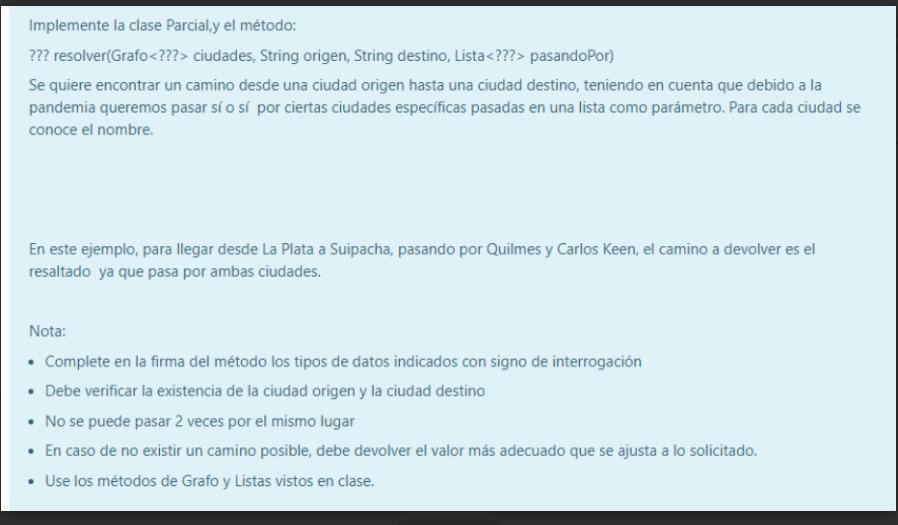 Implemente la clase Parcial,y el método:
??? resolver(Grafo<???> ciudades, String origen, String destino, Lista<???> pasandoPor)
Se quiere encontrar un camino desde una ciudad origen hasta una ciudad destino, teniendo en cuenta que debido a la
pandemia queremos pasar sí o sí por ciertas ciudades específicas pasadas en una lista como parámetro. Para cada ciudad se
conoce el nombre.
En este ejemplo, para llegar desde La Plata a Suipacha, pasando por Quilmes y Carlos Keen, el camino a devolver es el
resaltado ya que pasa por ambas ciudades.
Nota:
• Complete en la firma del método los tipos de datos indicados con signo de interrogación
• Debe verificar la existencia de la ciudad origen y la ciudad destino
• No se puede pasar 2 veces por el mismo lugar
• En caso de no existir un camino posible, debe devolver el valor más adecuado que se ajusta a lo solicitado.
• Use los métodos de Grafo y Listas vistos en clase.